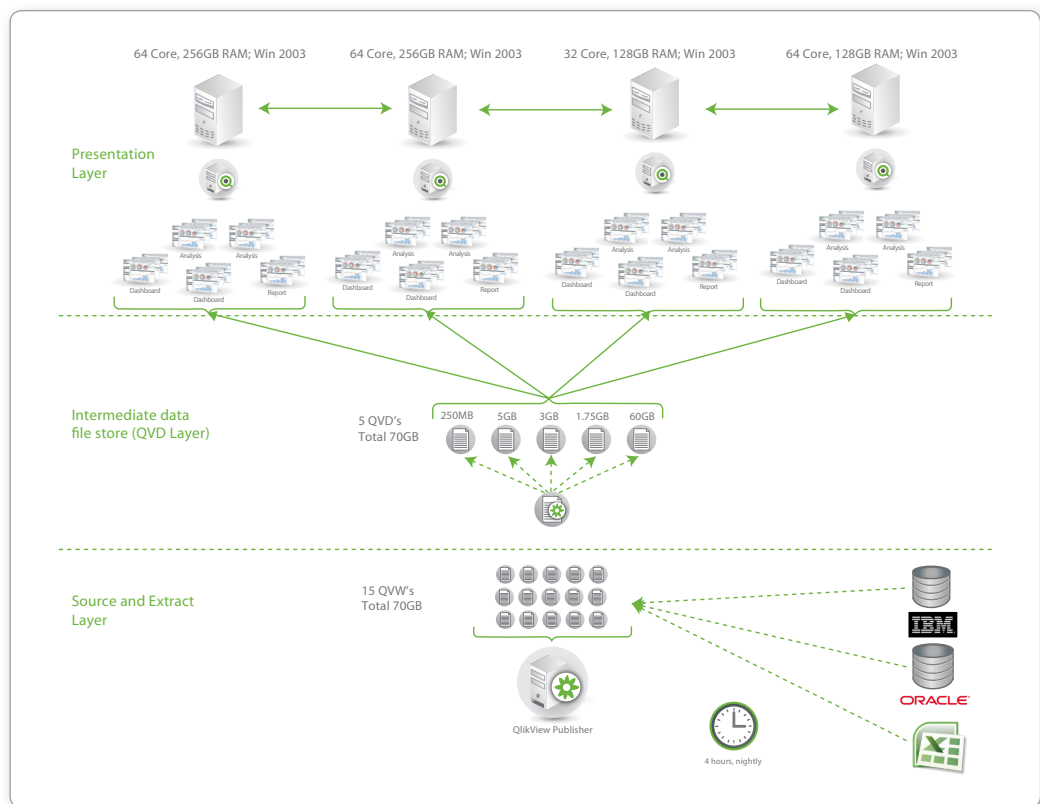 64 Core, 256GB RAM; Win 2003
64 Core, 256GB RAM; Win 2003
32 Core, 128GB RAM; Win 2003
64 Core, 128GB RAM; Win 2003
Presentation
Layer
Analysis
Analysis
Dashboard
Dashboard
Report
Analysis
Analysis
Dashboard
Dashboard
Report
Analysis
Analysis
Dashboard
Dashboard
Report
Analysis
Analysis
Dashboard
Dashboard
Report
Intermediate data
file store (QVD Layer)
5 QVD's
Total 70GB
250MB
5GB
3GB
1.75GB
60GB
Source and Extract
Layer
15 QVW's
Total 70GB
QlikView Publisher
4 hours, nightly
IBM
ORACLE®